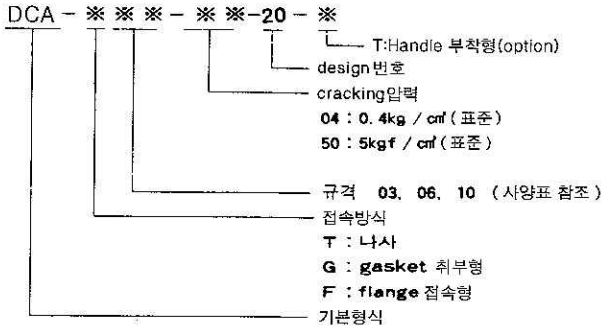 DCA-※※※-※※-20-※
T:Handle 부착형(option)
design번호
cracking압력
04 : 0.4kg / ㎠ (표준)
50 : 5kgf / ㎠ (표준)
규격 03, 06, 10 (사양표 참조)
접속방식
T : 나사
G : gasket 취부형
F : flange 접속형
기본형식